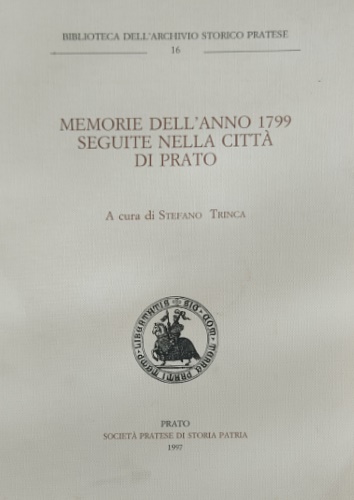 BIBLIOTECA DELL'ARCHIVIO STORICO PRATESE
16
MEMORIE DELL'ANNO 1799
SEGUITE NELLA CITTÀ
DI PRATO
A cura di STEFANO TRINCA
PRATO
SOCIETÀ PRATESE DI STORIA PATRIA
1997